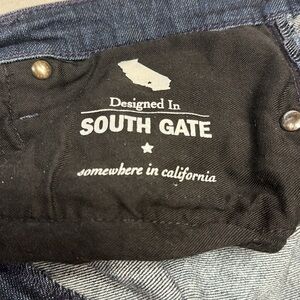 Designed In
SOUTH GATE
somewhere in california